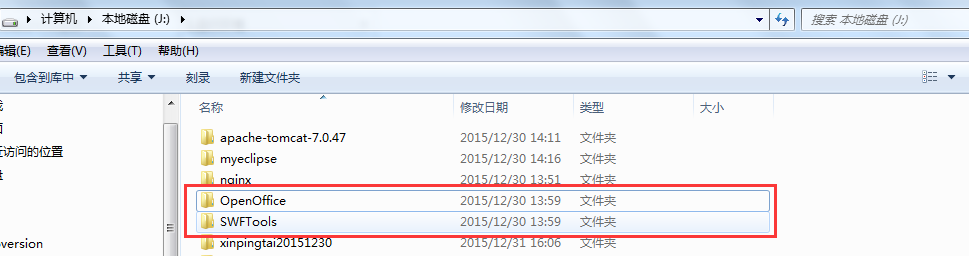 计算机 本地磁盘 (J:) 搜索 本地磁盘 (J:)
编辑(E) 查看(V) 工具(T) 帮助(H)
包含到库中 共享 刻录 新建文件夹
名称 修改日期 类型 大小
apache-tomcat-7.0.47 2015/12/30 14:11 文件夹
myeclipse 2015/12/30 14:16 文件夹
访问的位置
nginx 2015/12/30 13:51 文件夹
OpenOffice 2015/12/30 13:59 文件夹
SWFTools 2015/12/30 13:59 文件夹
version xinpingtai20151230 2015/12/31 16:06 文件夹